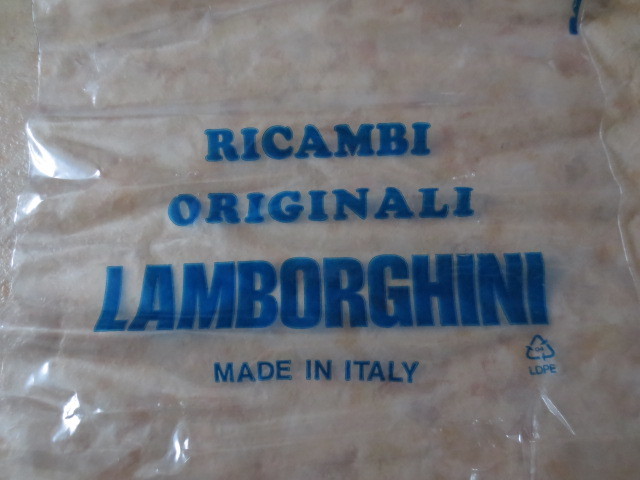 RICAMBI
ORIGINALI
LAMBORGHINI
MADE IN ITALY
LDPE